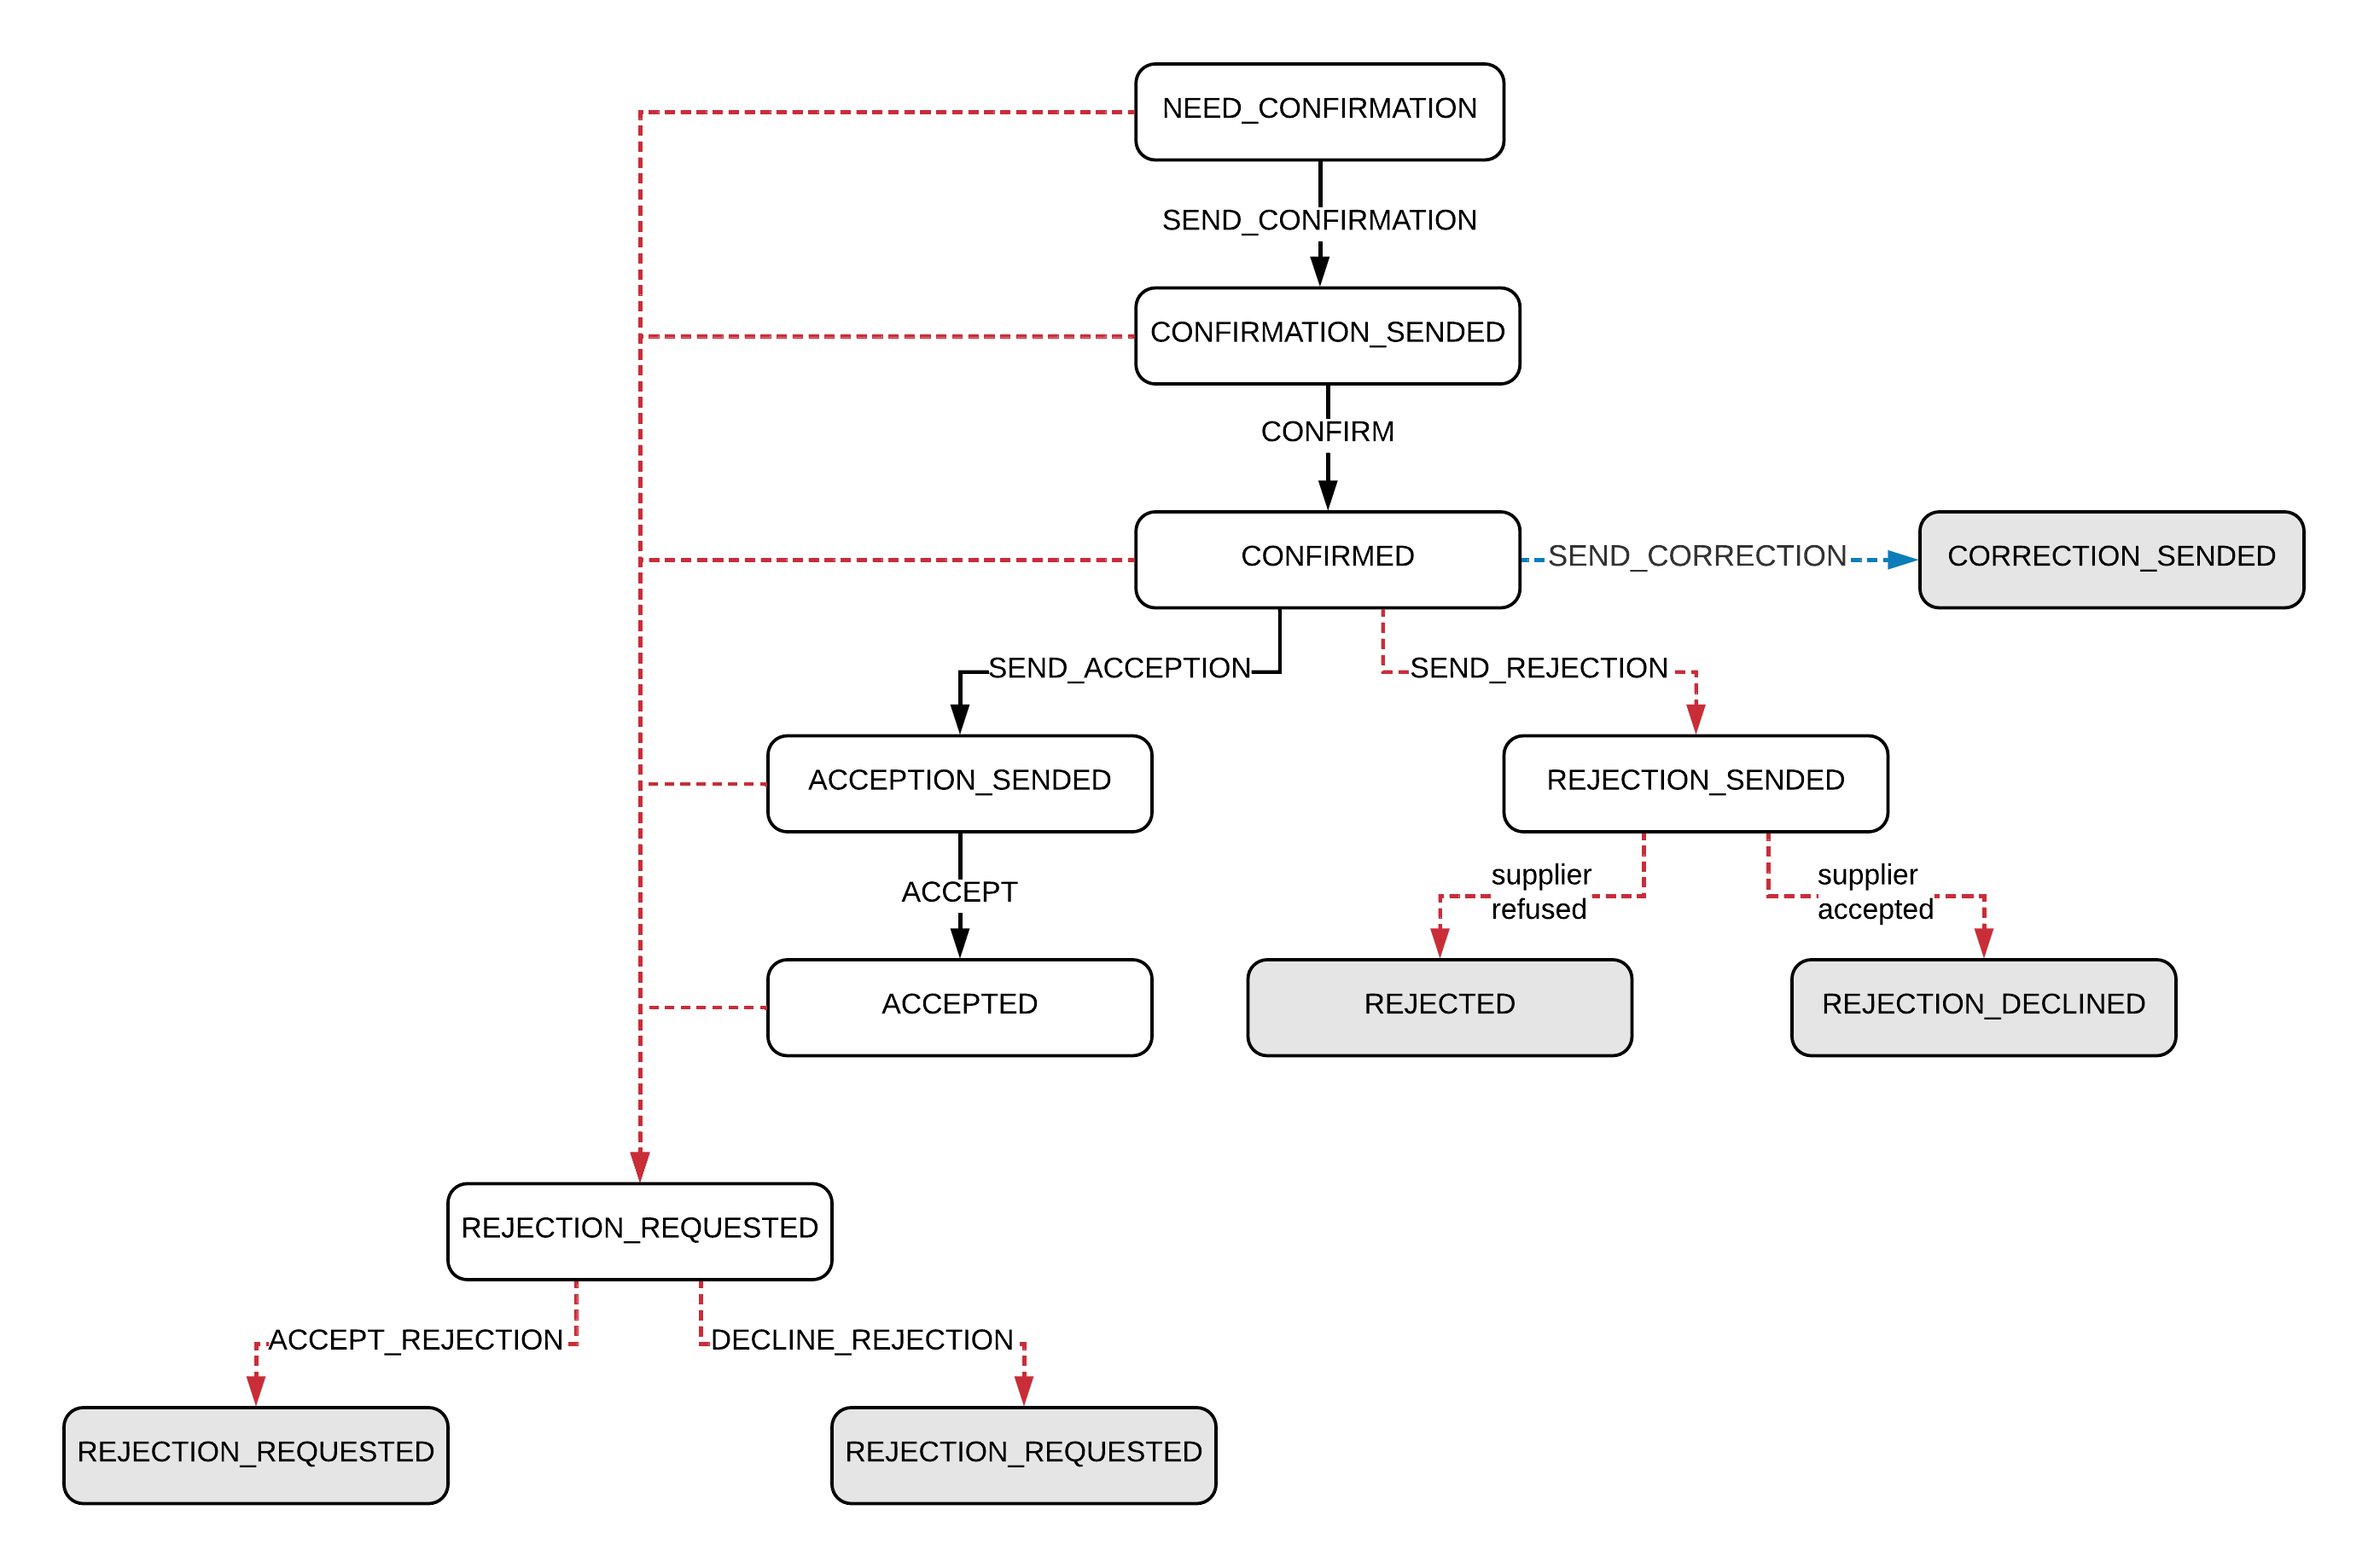 NEED_CONFIRMATION
SEND_CONFIRMATION
CONFIRMATION_SENDED
CONFIRM
CONFIRMED
SEND_CORRECTION
CORRECTION_SENDED
SEND_ACCEPTION
SEND_REJECTION
ACCEPTION_SENDED
REJECTION_SENDED
ACCEPT
supplier
refused
supplier
accepted
ACCEPTED
REJECTED
REJECTION_DECLINED
REJECTION_REQUESTED
ACCEPT_REJECTION
DECLINE_REJECTION
REJECTION_REQUESTED
REJECTION_REQUESTED